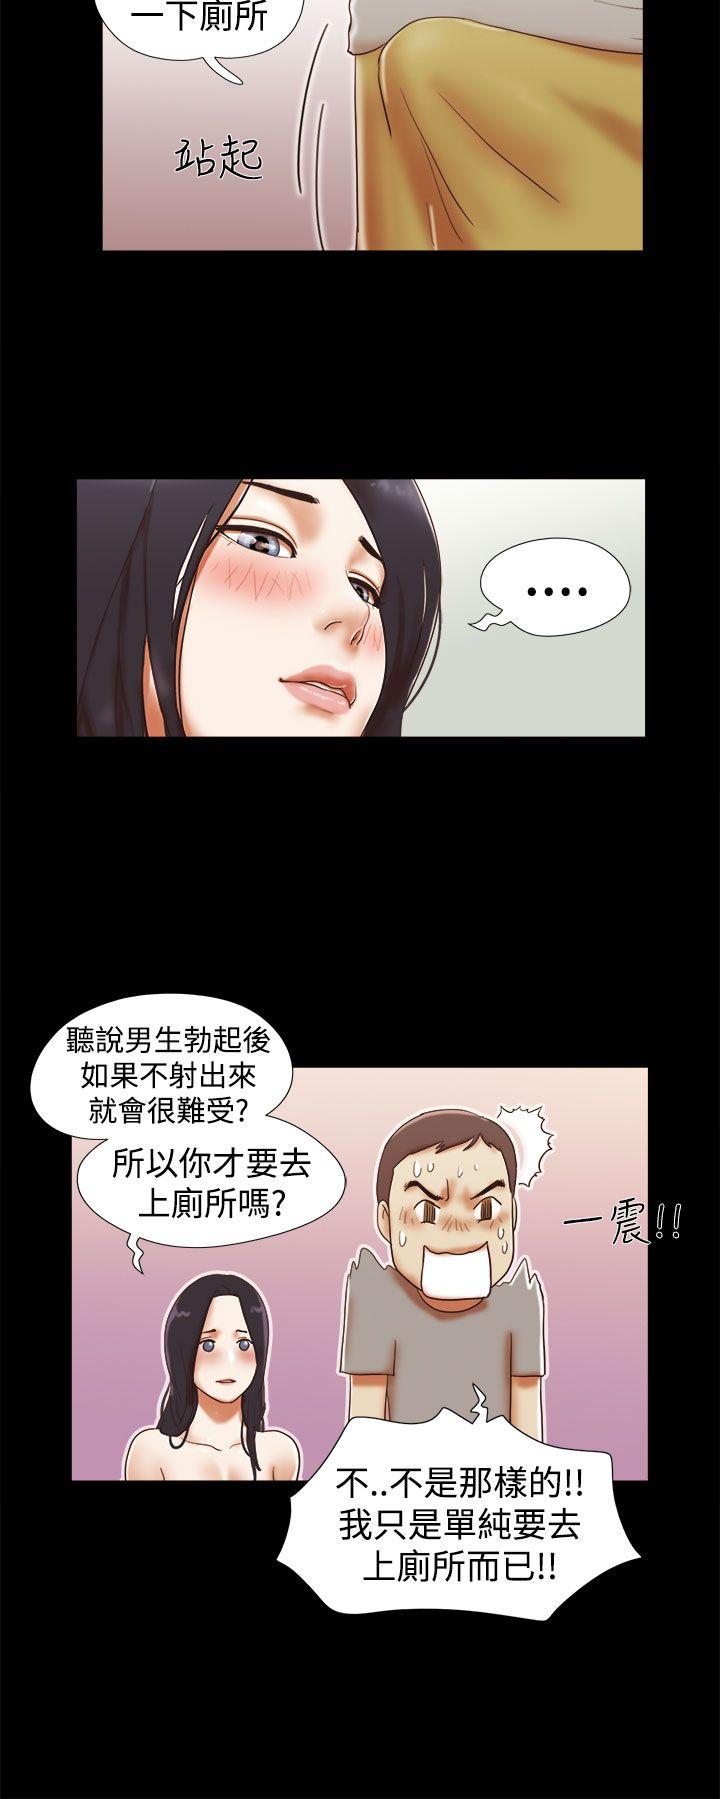 一下廁所
站起
....
聽說男生勃起後
如果不射出來
就會很難受?
所以你才要去
上廁所嗎?
一震!!
不..不是那樣的!!
我只是單純要去
上廁所而已!!